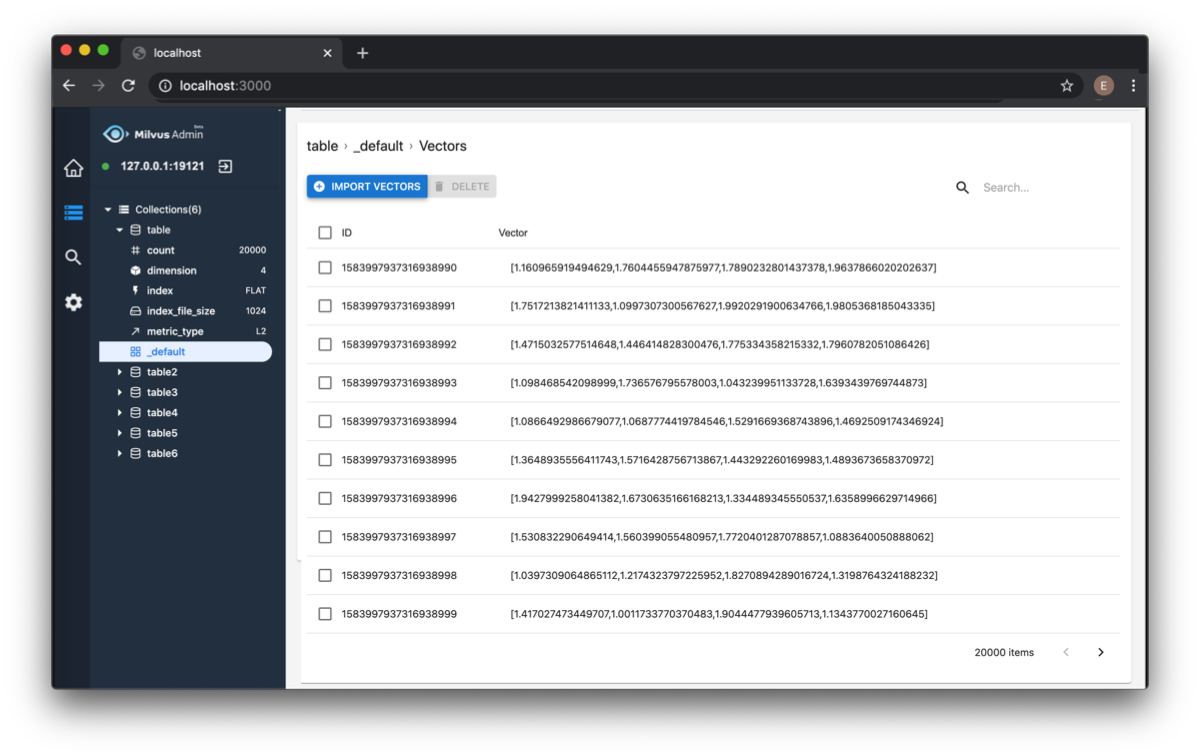 localhost
localhost:3000
E
Milvus Admin Beta
127.0.0.1:19121
Collections(6)
table
count 20000
dimension 4
index FLAT
index_file_size 1024
metric_type L2
_default
table2
table3
table4
table5
table6
table › _default › Vectors
IMPORT VECTORS DELETE Search...
ID Vector
1583997937316938990 [1.160965919494629,1.7604455947875977,1.7890232801437378,1.9637866020202637]
1583997937316938991 [1.7517213821411133,1.0997307300567627,1.9920291900634766,1.9805368185043335]
1583997937316938992 [1.4715032577514648,1.446414828300476,1.775334358215332,1.7960782051086426]
1583997937316938993 [1.098468542098999,1.736576795578003,1.043239951133728,1.6393439769744873]
1583997937316938994 [1.0866492986679077,1.0687774419784546,1.5291669368743896,1.4692509174346924]
1583997937316938995 [1.3648935556411743,1.5716428756713867,1.443292260169983,1.4893673658370972]
1583997937316938996 [1.9427999258041382,1.6730635166168213,1.334489345550537,1.6358996629714966]
1583997937316938997 [1.530832290649414,1.560399055480957,1.7720401287078857,1.0883640050888062]
1583997937316938998 [1.0397309064865112,1.2174323797225952,1.8270894289016724,1.3198764324188232]
1583997937316938999 [1.417027473449707,1.0011733770370483,1.9044477939605713,1.1343770027160645]
20000 items